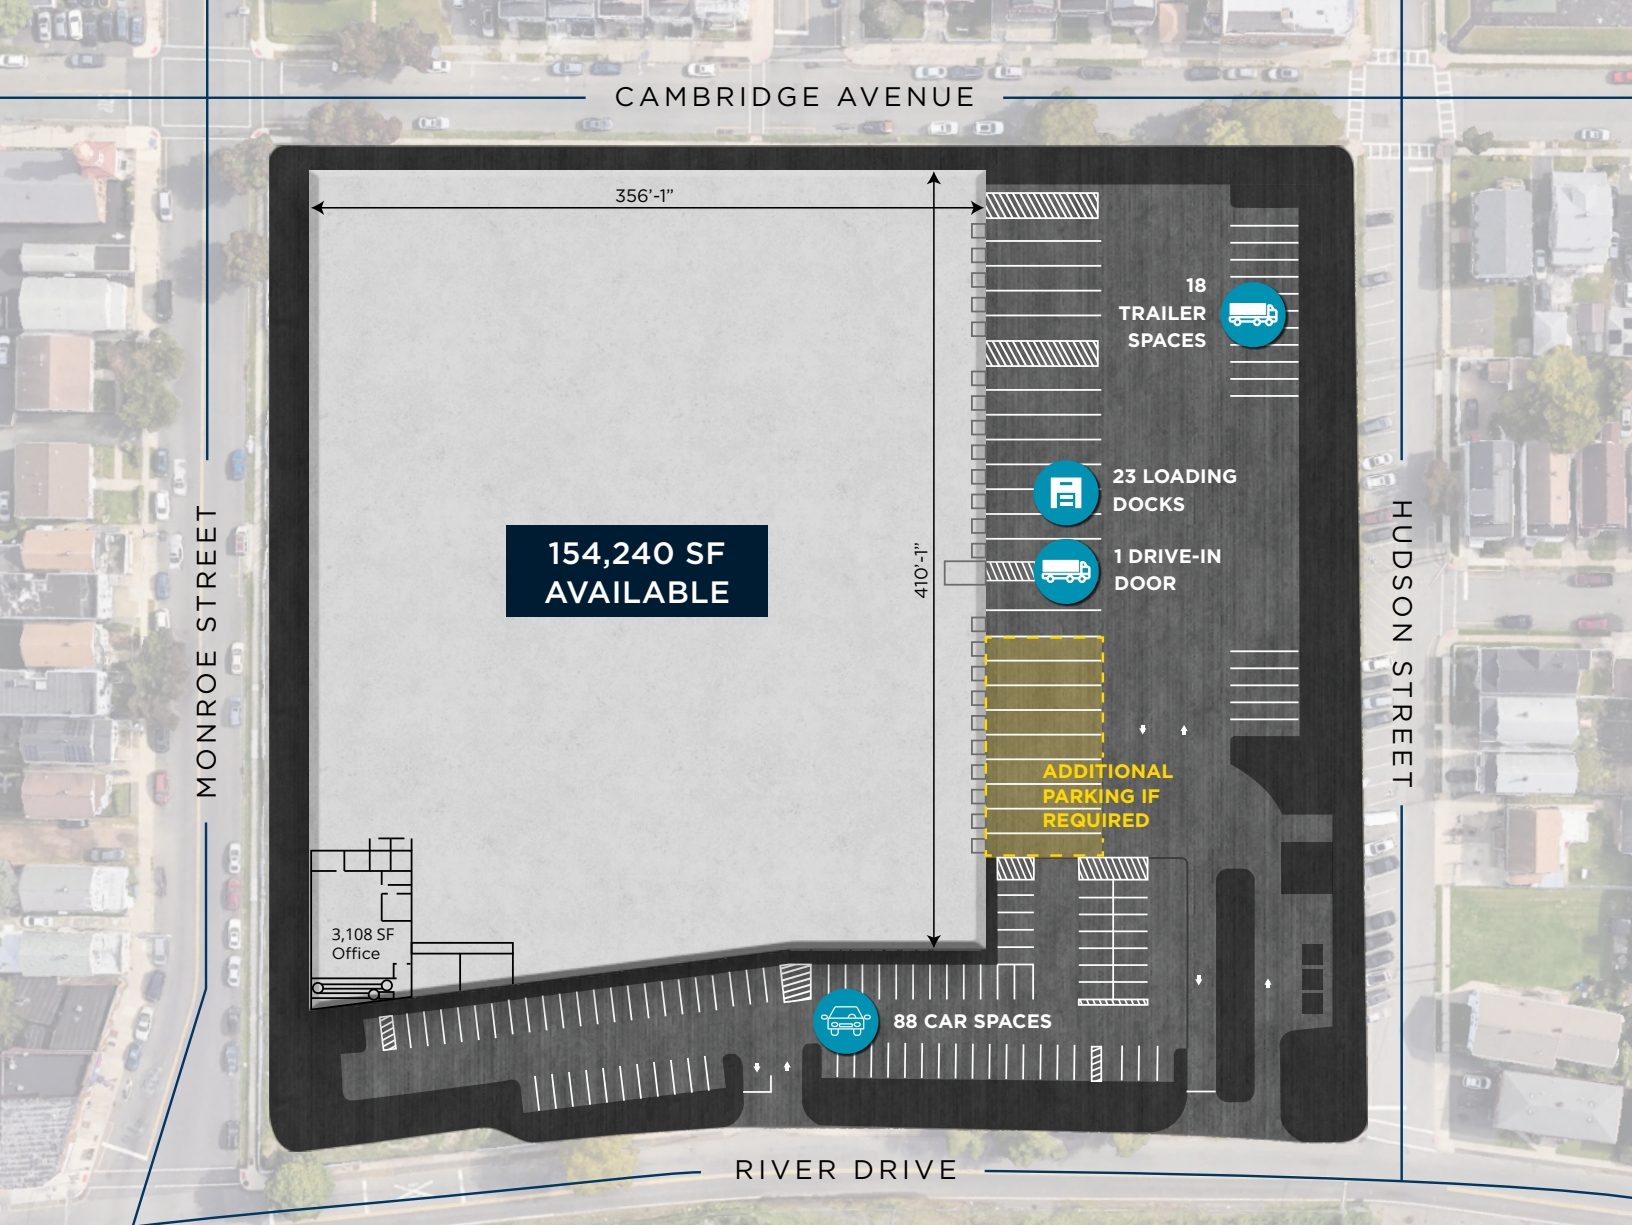 CAMBRIDGE AVENUE
356’-1”
18
TRAILER
SPACES
23 LOADING
DOCKS
1 DRIVE-IN
DOOR
154,240 SF
AVAILABLE
410’-1”
MONROE STREET
HUDSON STREET
ADDITIONAL
PARKING IF
REQUIRED
3,108 SF
Office
88 CAR SPACES
RIVER DRIVE